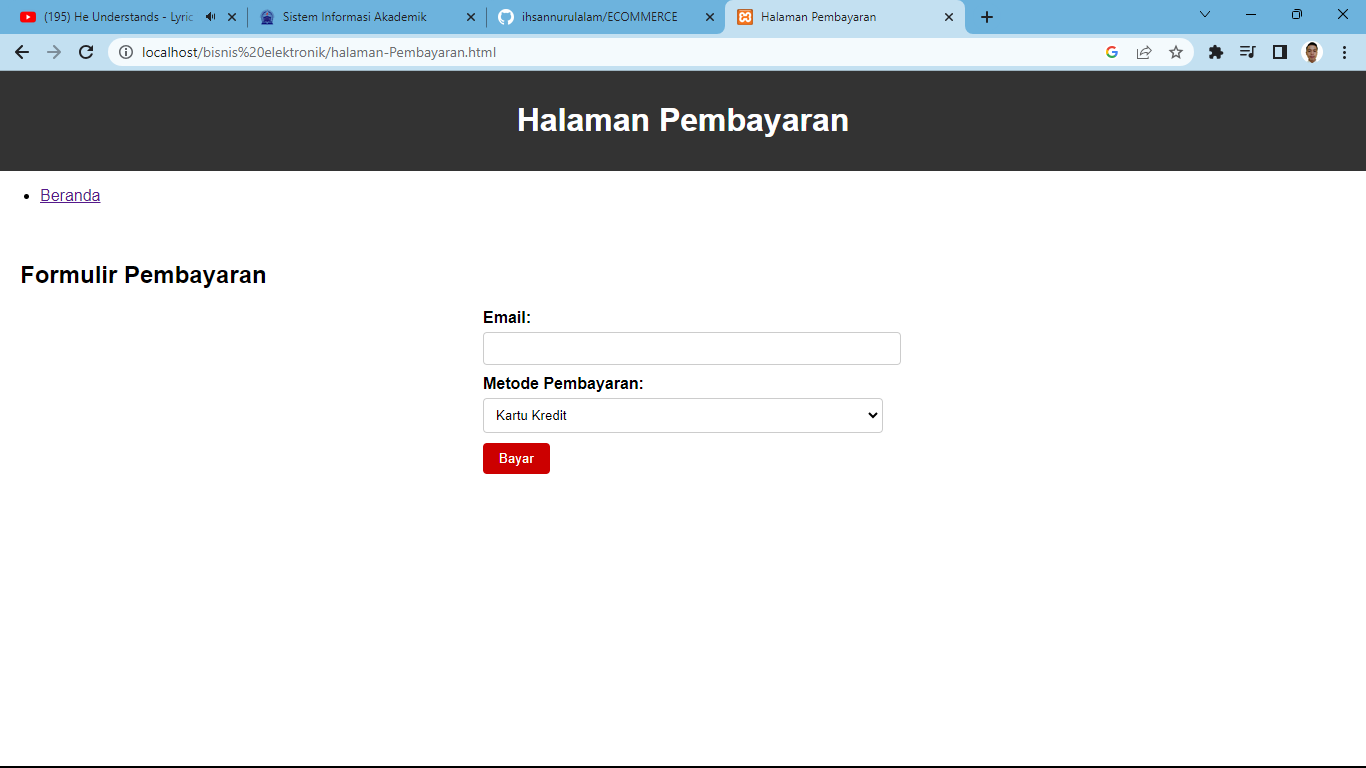 (195) He Understands - Lyric
Sistem Informasi Akademik
ihsannurulalam/ECOMMERCE
Halaman Pembayaran
localhost/bisnis%20elektronik/halaman-Pembayaran.html
Halaman Pembayaran
Beranda
Formulir Pembayaran
Email:
Metode Pembayaran:
Kartu Kredit
Bayar